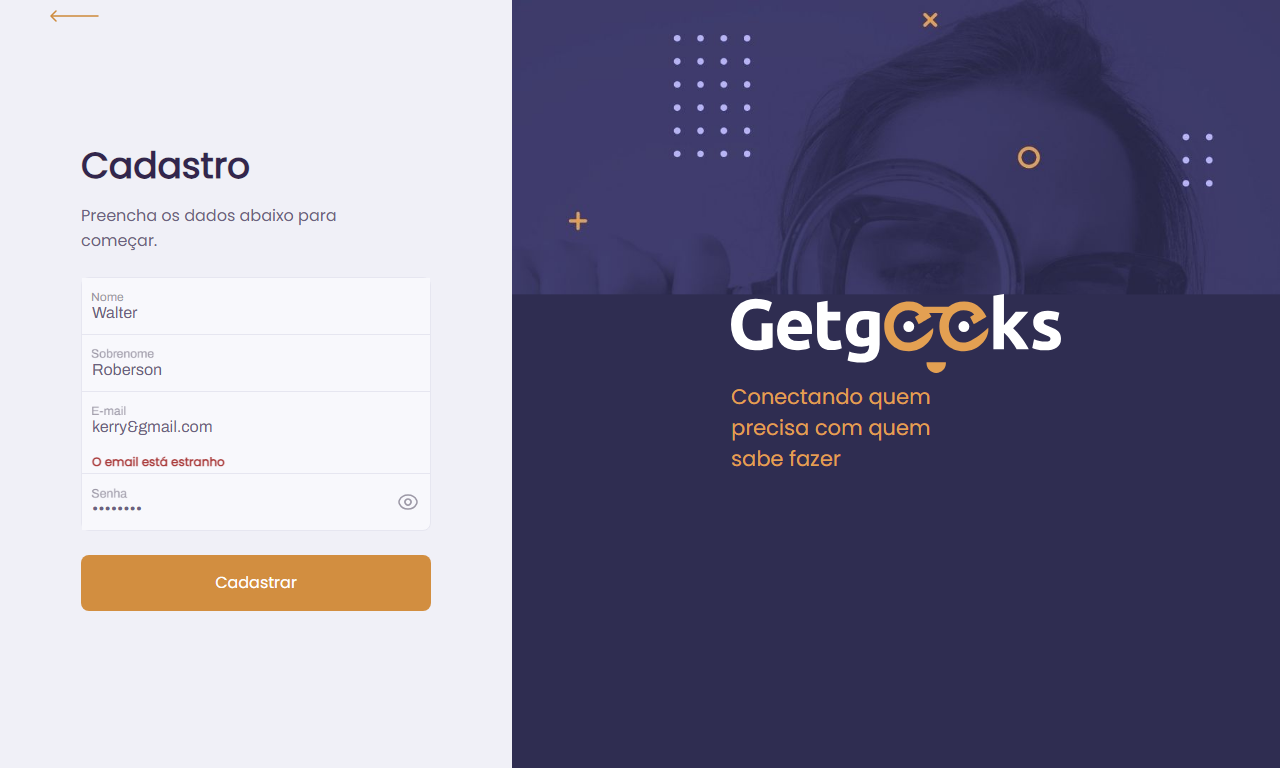 Cadastro
Preencha os dados abaixo para
começar.
Nome
Walter
Sobrenome
Roberson
E-mail
kerry&gmail.com
O email está estranho
Senha
••••••••
Cadastrar
Getgeeks
Conectando quem
precisa com quem
sabe fazer